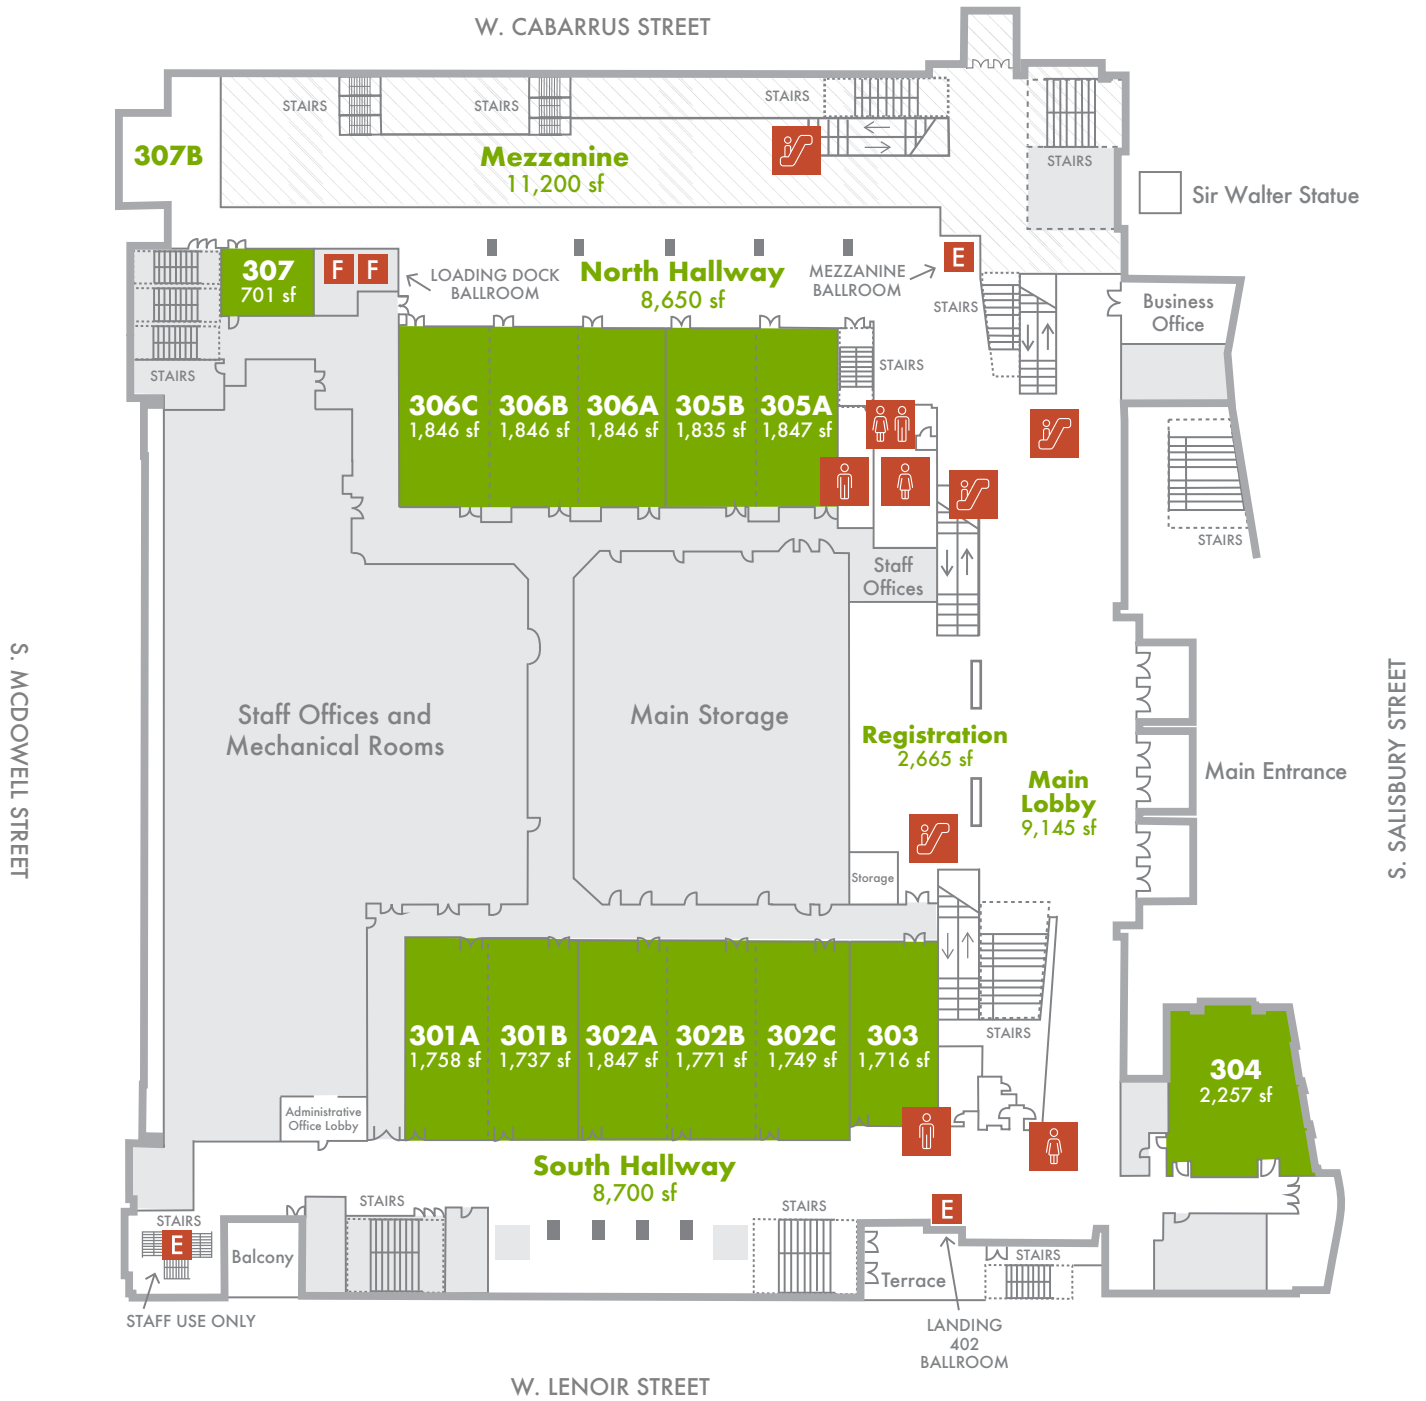 W. CABARRUS STREET
STAIRS
STAIRS
STAIRS
307B
Mezzanine
11,200 sf
STAIRS
Sir Walter Statue
307
701 sf
F
F
LOADING DOCK
BALLROOM
North Hallway
8,650 sf
MEZZANINE
BALLROOM
E
STAIRS
Business
Office
STAIRS
STAIRS
306C
1,846 sf
306B
1,846 sf
306A
1,846 sf
305B
1,835 sf
305A
1,847 sf
STAIRS
Staff
Offices
S. MCDOWELL STREET
Staff Offices and
Mechanical Rooms
Main Storage
Registration
2,665 sf
Main
Lobby
9,145 sf
Main Entrance
S. SALISBURY STREET
Storage
301A
1,758 sf
301B
1,737 sf
302A
1,847 sf
302B
1,771 sf
302C
1,749 sf
303
1,716 sf
STAIRS
304
2,257 sf
Administrative
Office Lobby
South Hallway
8,700 sf
STAIRS
STAIRS
STAIRS
E
E
Balcony
Terrace
STAIRS
STAFF USE ONLY
LANDING
402
BALLROOM
W. LENOIR STREET